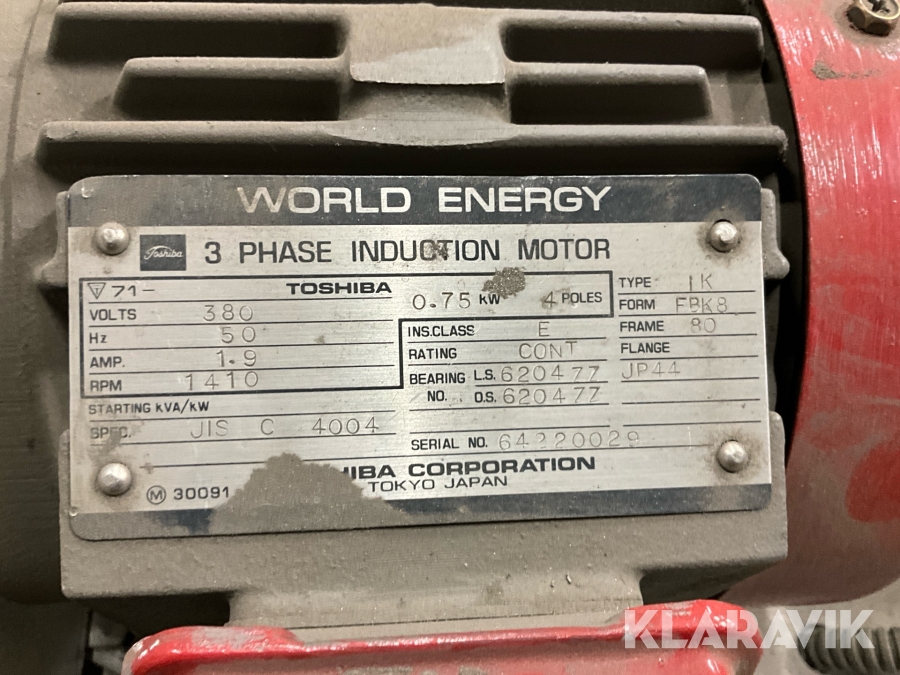 WORLD ENERGY
Toshiba 3 PHASE INDUCTION MOTOR
71- TOSHIBA 0.75 KW 4 POLES TYPE IK
VOLTS 380 FORM FBK8
Hz 50 INS.CLASS E FRAME 80
AMP. 1.9 RATING CONT FLANGE
RPM 1410 BEARING L.S. 6204ZZ JP44
STARTING KVA/KW NO. O.S. 6204ZZ
SPEC. JIS C 4004 SERIAL NO. 64220029
CORPORATION
M 30091 TOKYO JAPAN
KLARAVIK